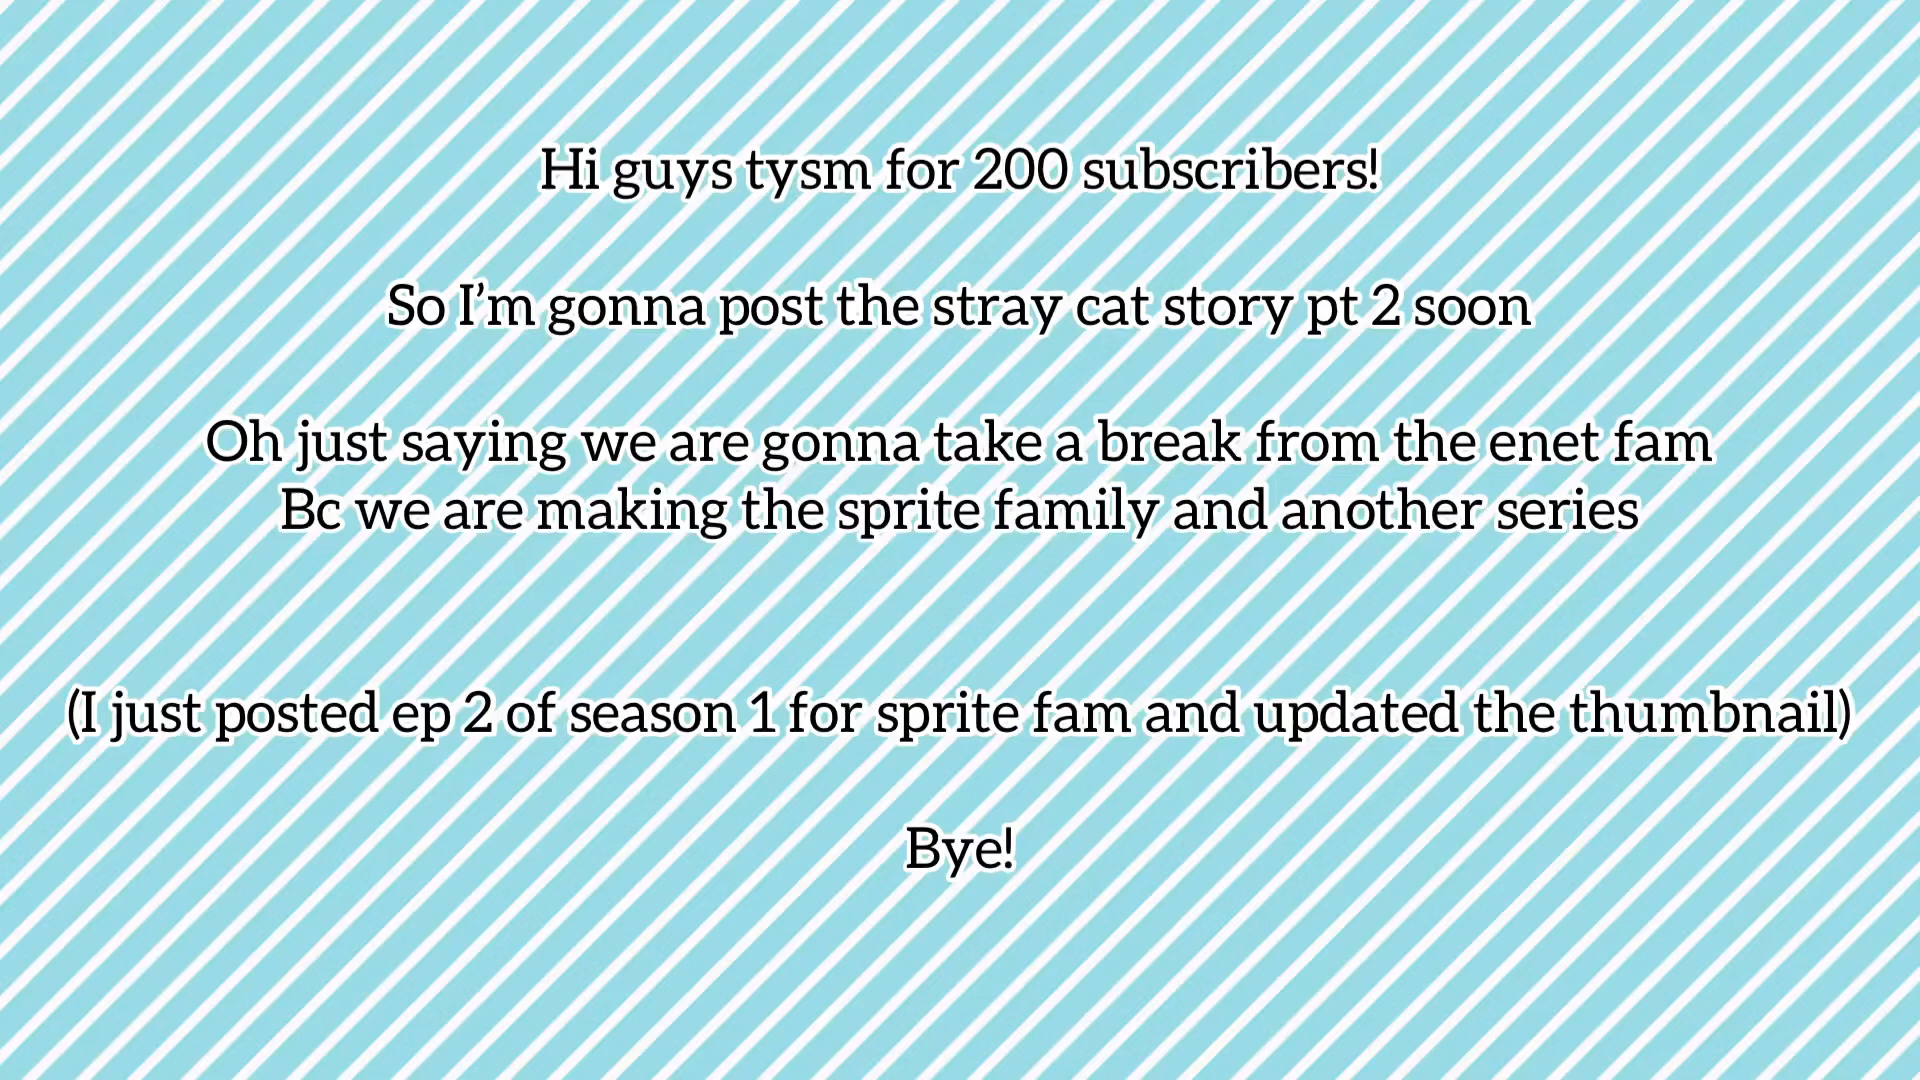 Hi guys tysm for 200 subscribers!
So I’m gonna post the stray cat story pt 2 soon
Oh just saying we are gonna take a break from the enet fam
Bc we are making the sprite family and another series
(I just posted ep 2 of season 1 for sprite fam and updated the thumbnail)
Bye!